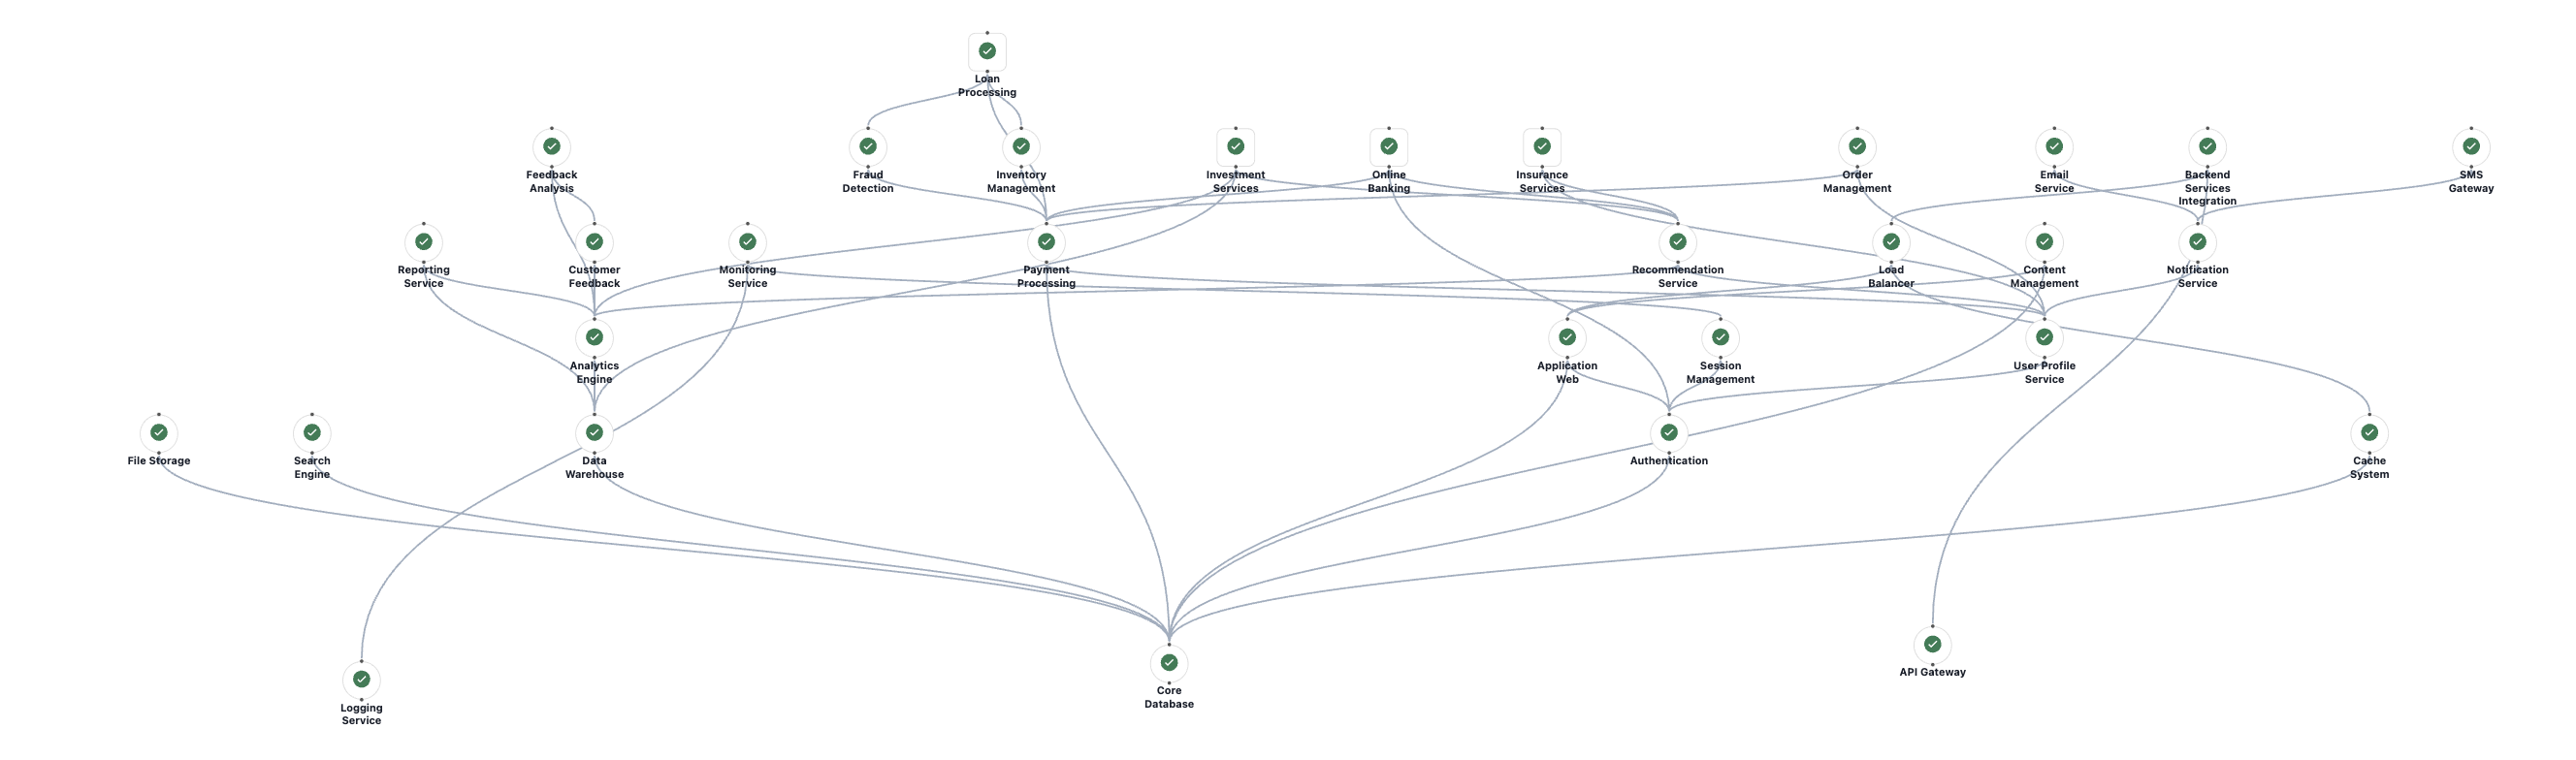 Loan
Processing
Feedback
Analysis
Fraud
Detection
Inventory
Management
Investment
Services
Online
Banking
Insurance
Services
Order
Management
Email
Service
Backend
Services
Integration
SMS
Gateway
Reporting
Service
Customer
Feedback
Monitoring
Service
Payment
Processing
Recommendation
Service
Load
Balancer
Content
Management
Notification
Service
Analytics
Engine
Application
Web
Session
Management
User Profile
Service
File Storage
Search
Engine
Data
Warehouse
Authentication
Cache
System
Logging
Service
Core
Database
API Gateway